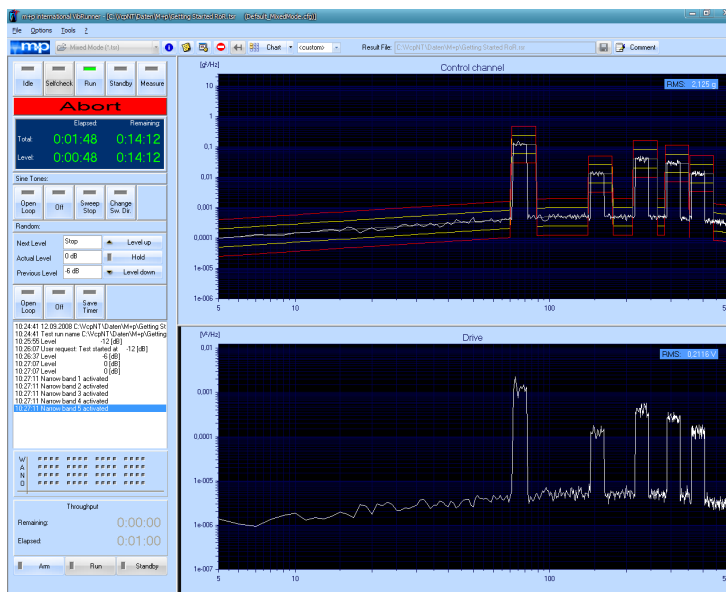 m+p international VibRunner - [C:\VcpNT\Daten\M+p\Getting Started RoR.tsr (Default_MixedMode.cfp)]
File Options Tools ?
mp Mixed Mode (*.tsr) Chart <custom> Result File: C:\VcpNT\Daten\M+p\Getting Started RoR.rsr Comment
Idle Selfcheck Run Standby Measure
Abort
Elapsed: Remaining:
Total: 0:01:48 0:14:12
Level: 0:00:48 0:14:12
Sine Tones:
Open Loop Off Sweep Stop Change Sw. Dir.
Random:
Next Level Stop Level up
Actual Level 0 dB Hold
Previous Level -6 dB Level down
Open Loop Off Save Timer
10:24:41 12.09.2008 C:\VcpNT\Daten\M+p\Getting St
10:24:41 Test run name C:\VcpNT\Daten\M+p\Getting
10:25:55 Level -12 [dB]
10:26:07 User request: Test started at -12 [dB]
10:26:37 Level -6 [dB]
10:27:07 Level 0 [dB]
10:27:07 Level 0 [dB]
10:27:11 Narrow band 1 activated
10:27:11 Narrow band 2 activated
10:27:11 Narrow band 3 activated
10:27:11 Narrow band 4 activated
10:27:11 Narrow band 5 activated
W
A
N
O
Throughput
Remaining: 0:00:00
Elapsed: 0:01:00
Arm Run Standby
[g²/Hz] Control channel
RMS: 2,125 g
10
1
0,1
0,01
0,001
0,0001
1e-005
1e-006
5 10 100 50
[V²/Hz] Drive
RMS: 0,2116 V
0,01
0,001
0,0001
1e-005
1e-006
1e-007
5 10 100 50